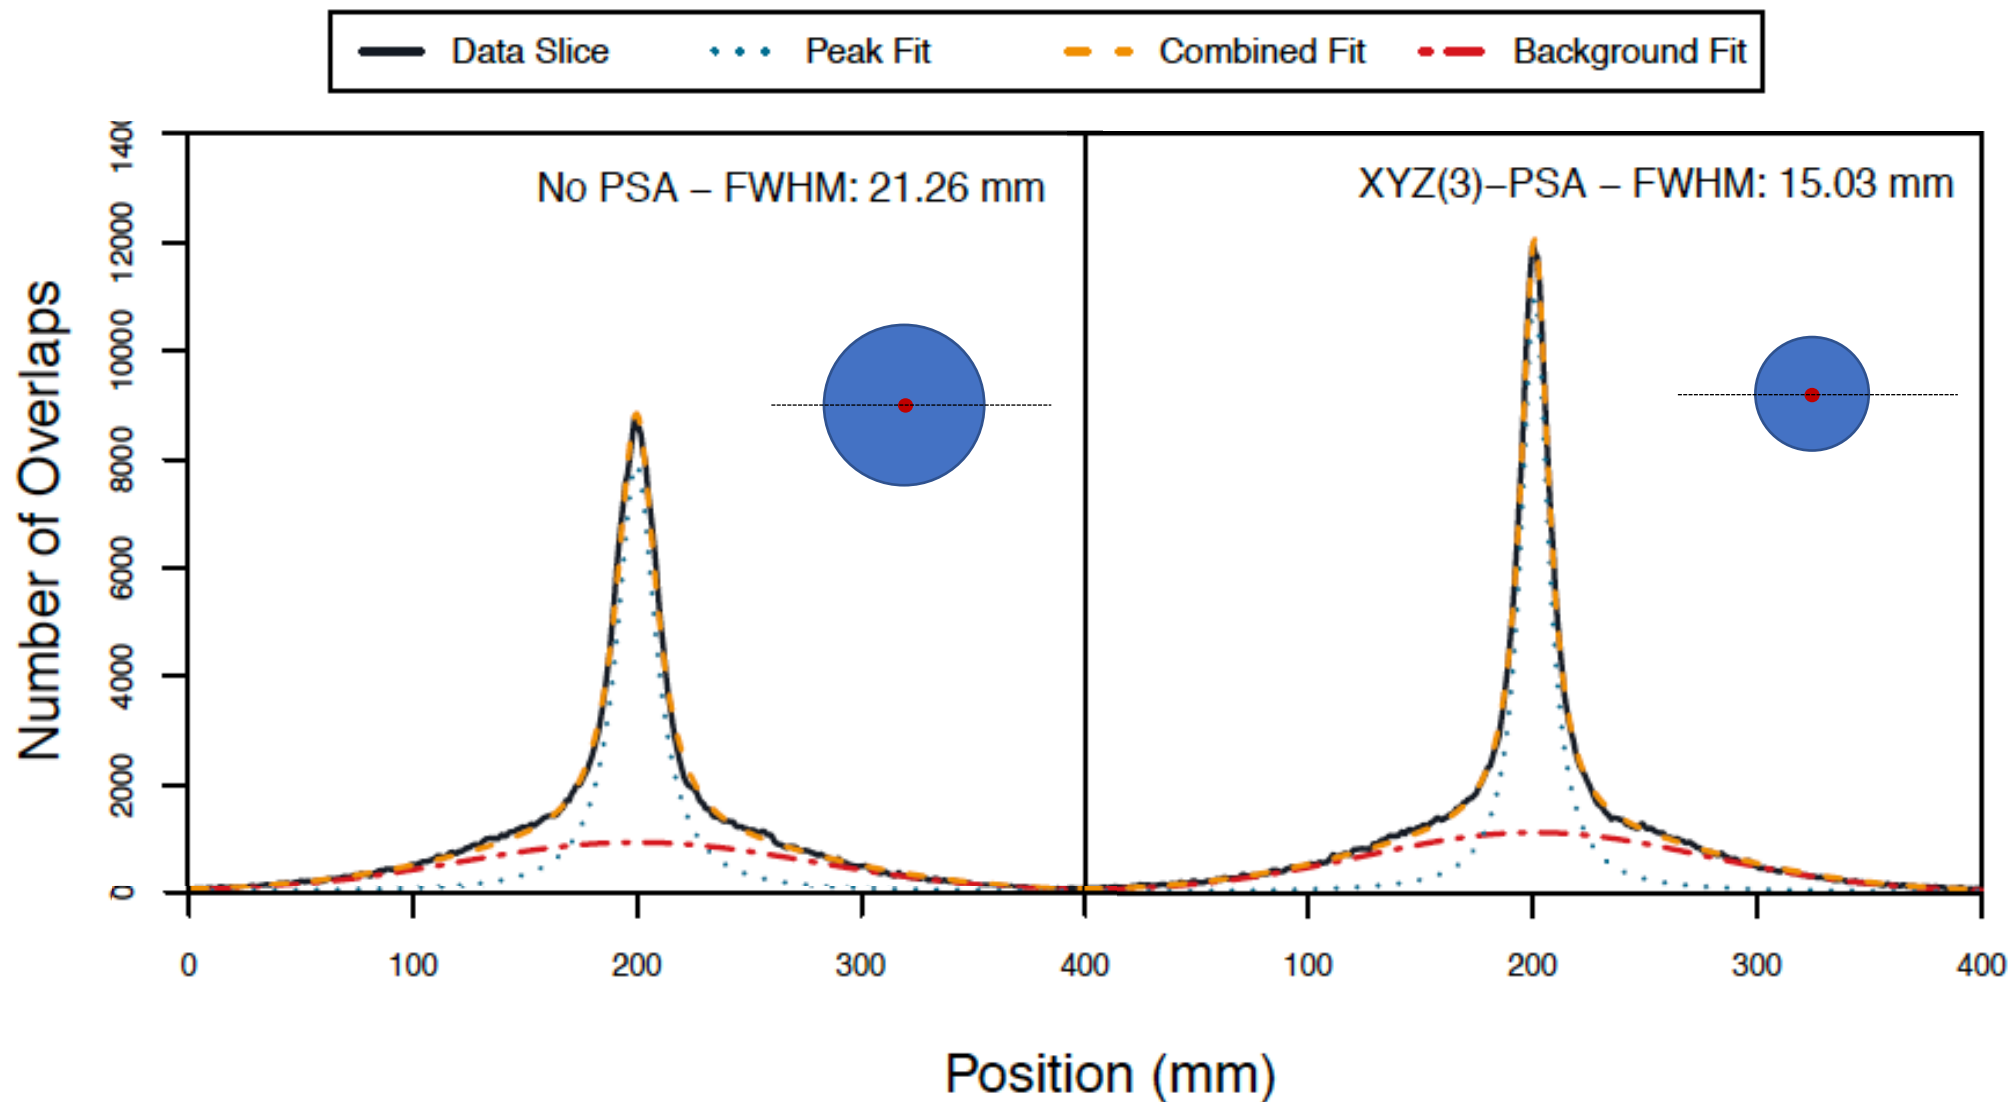 Data Slice Peak Fit Combined Fit Background Fit
No PSA – FWHM: 21.26 mm
XYZ(3)–PSA – FWHM: 15.03 mm
Number of Overlaps
12000
10000
8000
6000
4000
2000
0
0 100 200 300 400 100 200 300 400
Position (mm)